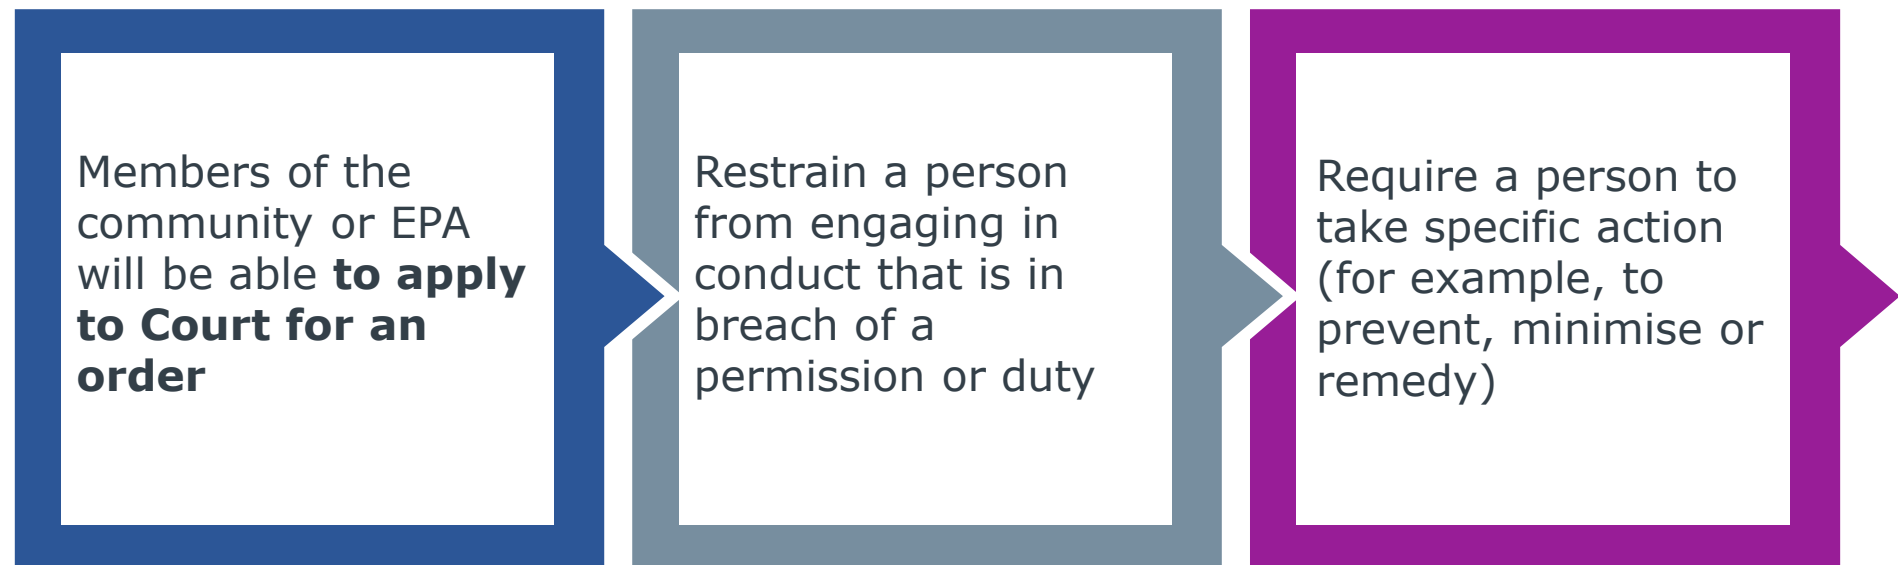 Members of the
community or EPA
will be able to apply
to Court for an
order
Restrain a person
from engaging in
conduct that is in
breach of a
permission or duty
Require a person to
take specific action
(for example, to
prevent, minimise or
remedy)